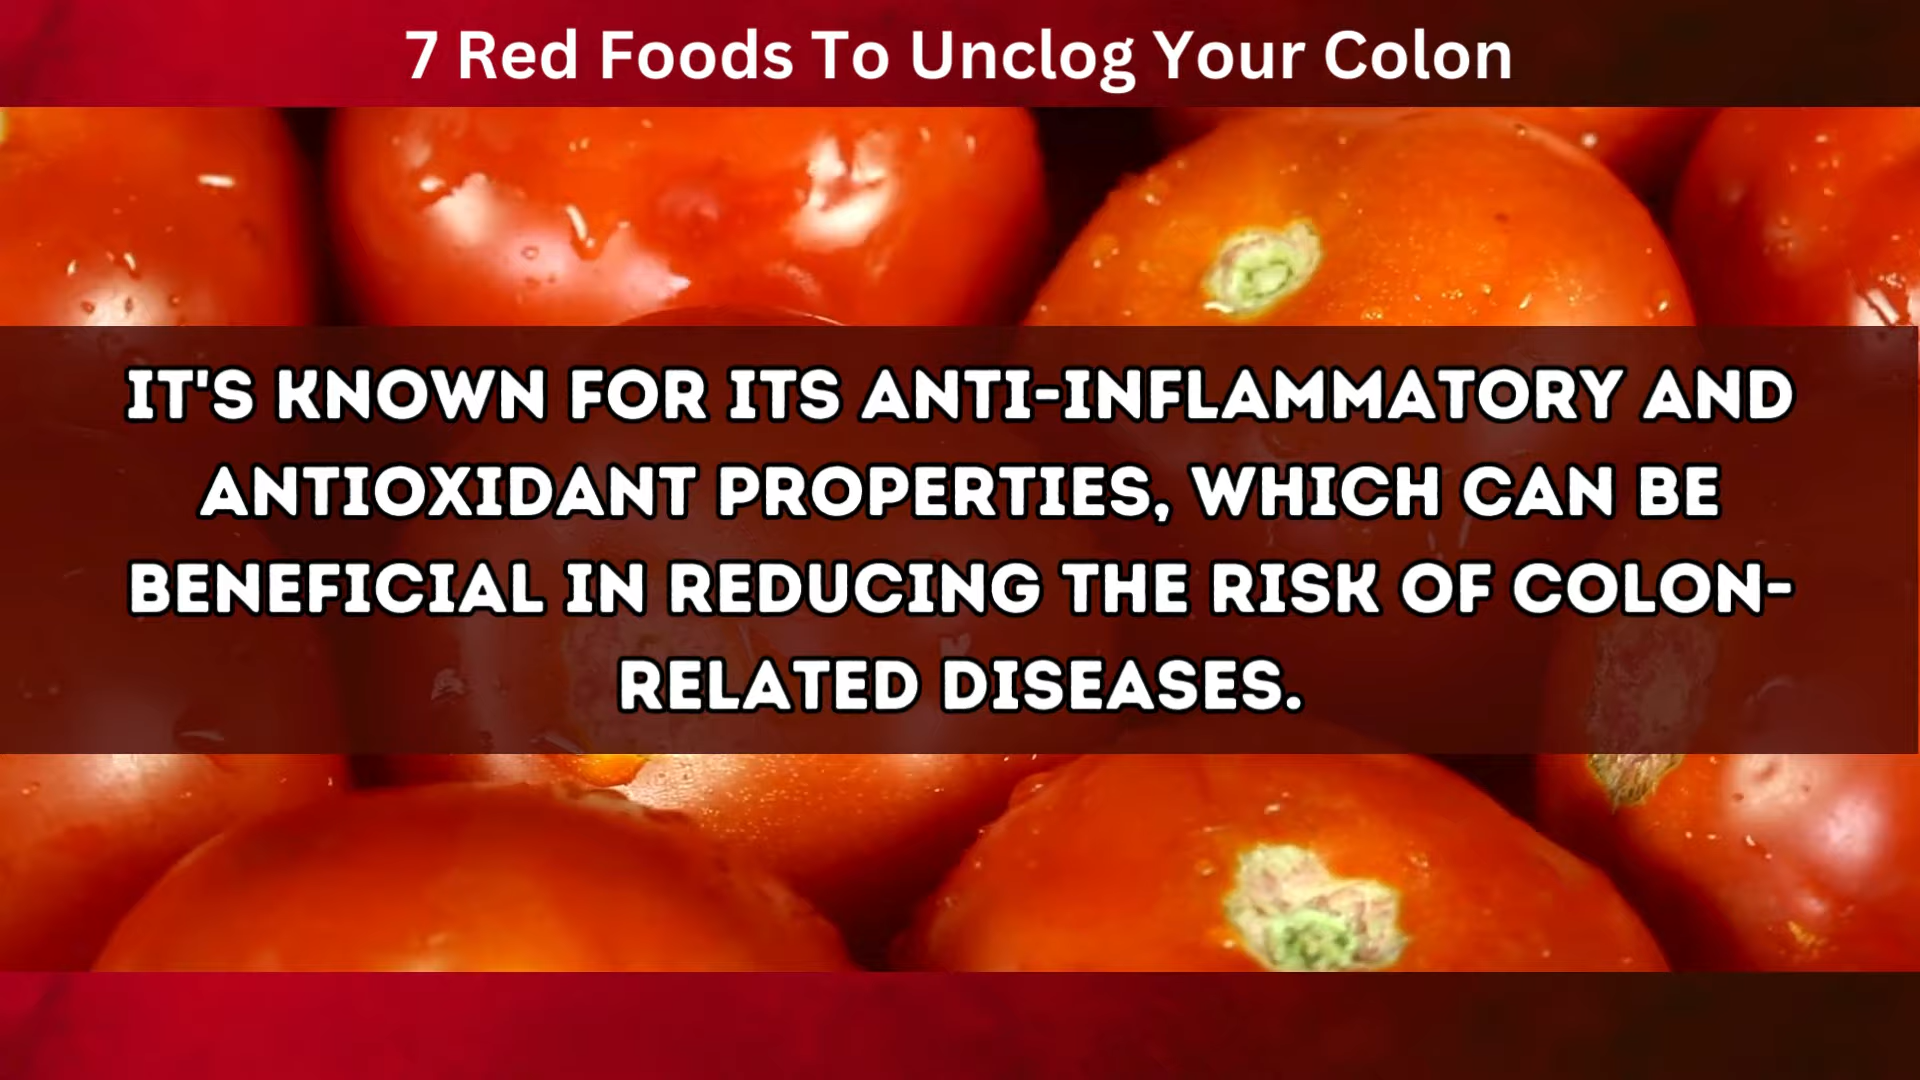 7 Red Foods To Unclog Your Colon
IT'S KNOWN FOR ITS ANTI-INFLAMMATORY AND
ANTIOXIDANT PROPERTIES, WHICH CAN BE
BENEFICIAL IN REDUCING THE RISK OF COLON-
RELATED DISEASES.